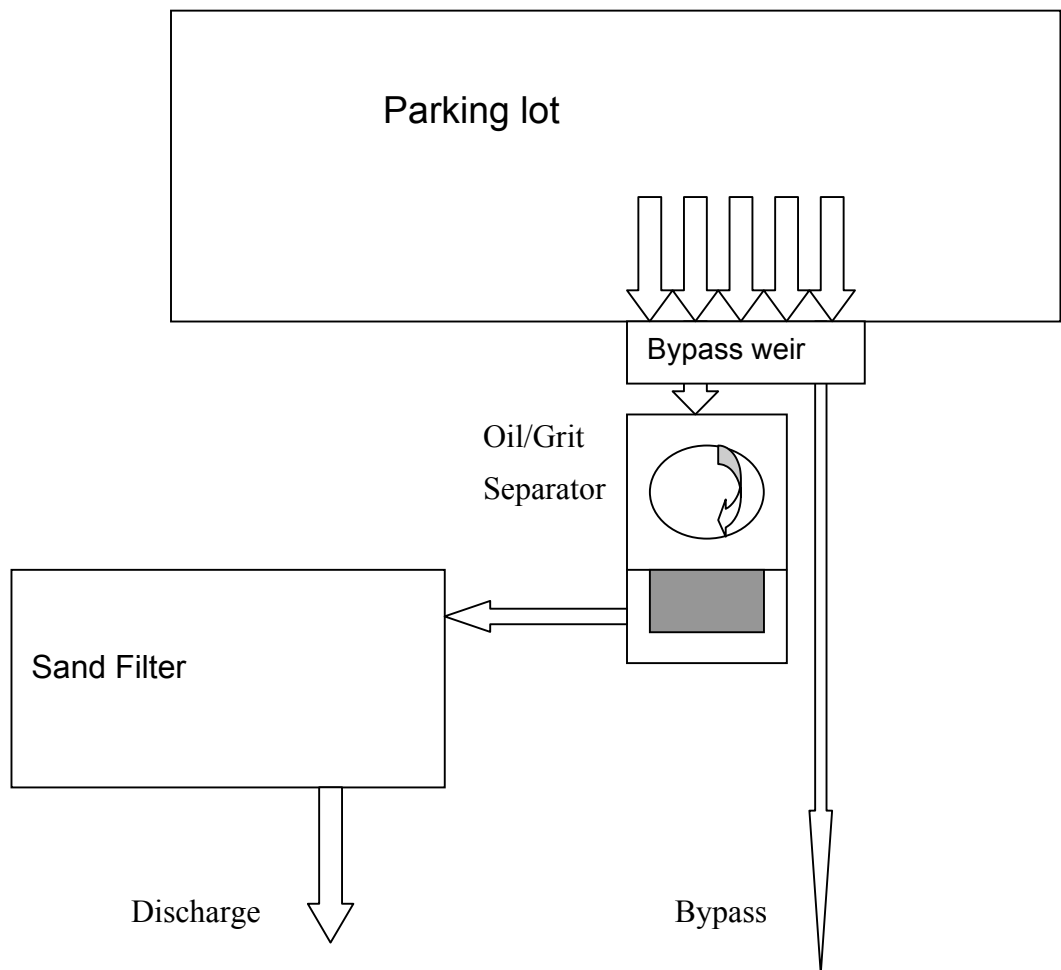 Parking lot
Bypass weir
Oil/Grit
Separator
Sand Filter
Discharge
Bypass